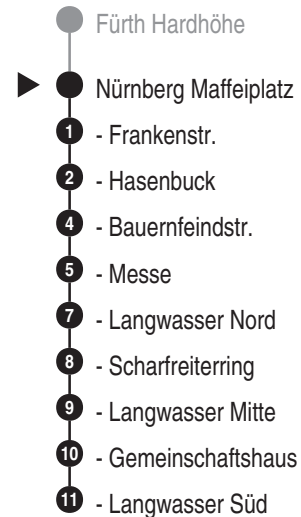 Fürth Hardhöhe
Nürnberg Maffeiplatz
1 - Frankenstr.
2 - Hasenbuck
4 - Bauernfeindstr.
5 - Messe
7 - Langwasser Nord
8 - Scharfreiterring
9 - Langwasser Mitte
10 - Gemeinschaftshaus
11 - Langwasser Süd